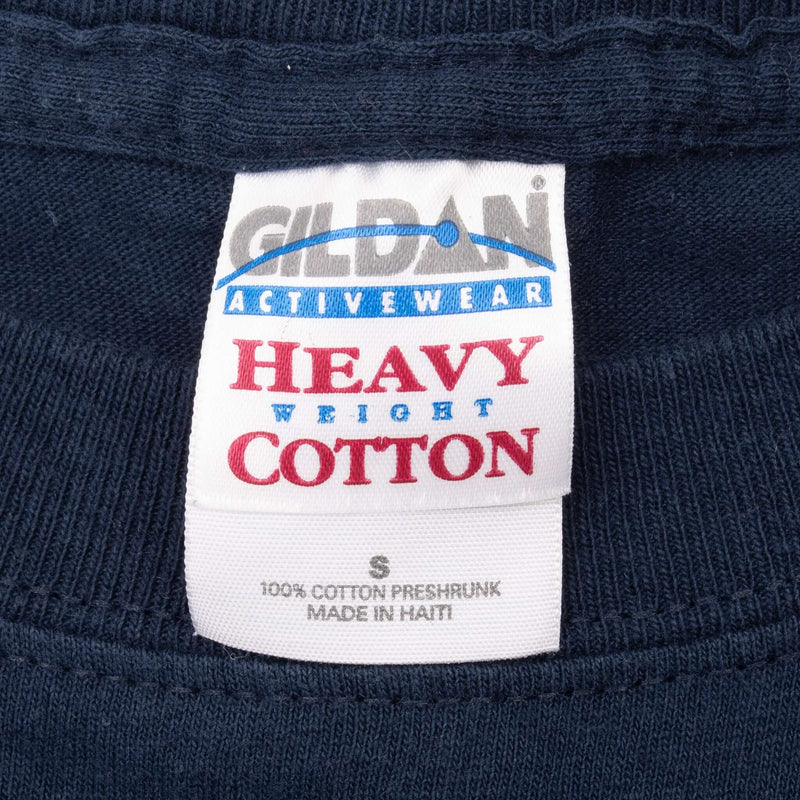 GILDAN®
ACTIVEWEAR
HEAVY
WEIGHT
COTTON
S
100% COTTON PRESHRUNK
MADE IN HAITI